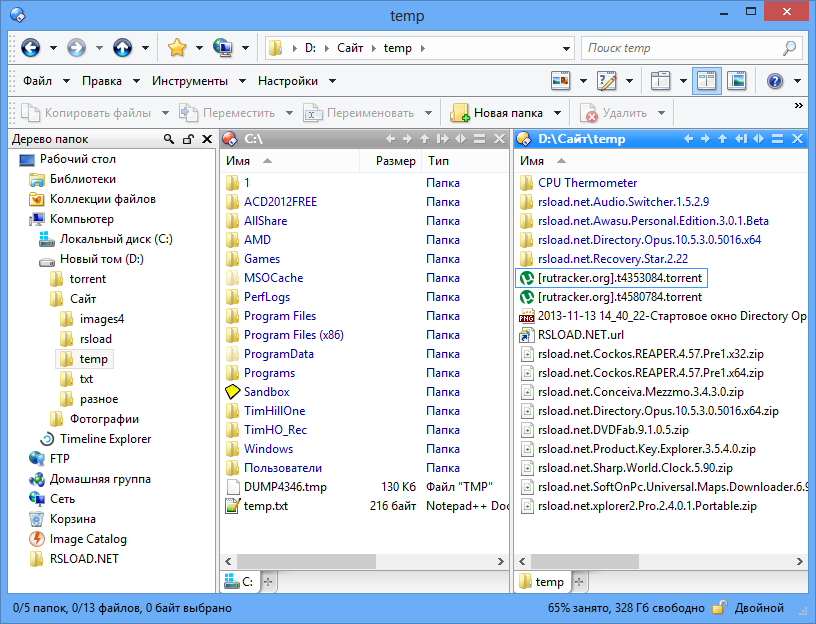 temp
D: Сайт temp
Поиск temp
Файл Правка Инструменты Настройки
Копировать файлы Переместить Переименовать Новая папка Удалить
Дерево папок
Рабочий стол
Библиотеки
Коллекции файлов
Компьютер
Локальный диск (C:)
Новый том (D:)
torrent
Сайт
images4
rsload
temp
txt
разное
Фотографии
Timeline Explorer
FTP
Домашняя группа
Сеть
Корзина
Image Catalog
RSLOAD.NET
C:\
Имя Размер Тип
1 Папка
ACD2012FREE Папка
AllShare Папка
AMD Папка
Games Папка
MSOCache Папка
PerfLogs Папка
Program Files Папка
Program Files (x86) Папка
ProgramData Папка
Programs Папка
Sandbox Папка
TimHillOne Папка
TimHO_Rec Папка
Windows Папка
Пользователи Папка
DUMP4346.tmp 130 Кб Файл "TMP"
temp.txt 216 байт Notepad++ Doc
C:
D:\Сайт\temp
Имя
CPU Thermometer
rsload.net.Audio.Switcher.1.5.2.9
rsload.net.Awasu.Personal.Edition.3.0.1.Beta
rsload.net.Directory.Opus.10.5.3.0.5016.x64
rsload.net.Recovery.Star.2.22
[rutracker.org].t4353084.torrent
[rutracker.org].t4580784.torrent
2013-11-13 14_40_22-Стартовое окно Directory Op
RSLOAD.NET.url
rsload.net.Cockos.REAPER.4.57.Pre1.x32.zip
rsload.net.Cockos.REAPER.4.57.Pre1.x64.zip
rsload.net.Conceiva.Mezzmo.3.4.3.0.zip
rsload.net.Directory.Opus.10.5.3.0.5016.x64.zip
rsload.net.DVDFab.9.1.0.5.zip
rsload.net.Product.Key.Explorer.3.5.4.0.zip
rsload.net.Sharp.World.Clock.5.90.zip
rsload.net.SoftOnPc.Universal.Maps.Downloader.6.9
rsload.net.xplorer2.Pro.2.4.0.1.Portable.zip
temp
0/5 папок, 0/13 файлов, 0 байт выбрано
65% занято, 328 Гб свободно Двойной